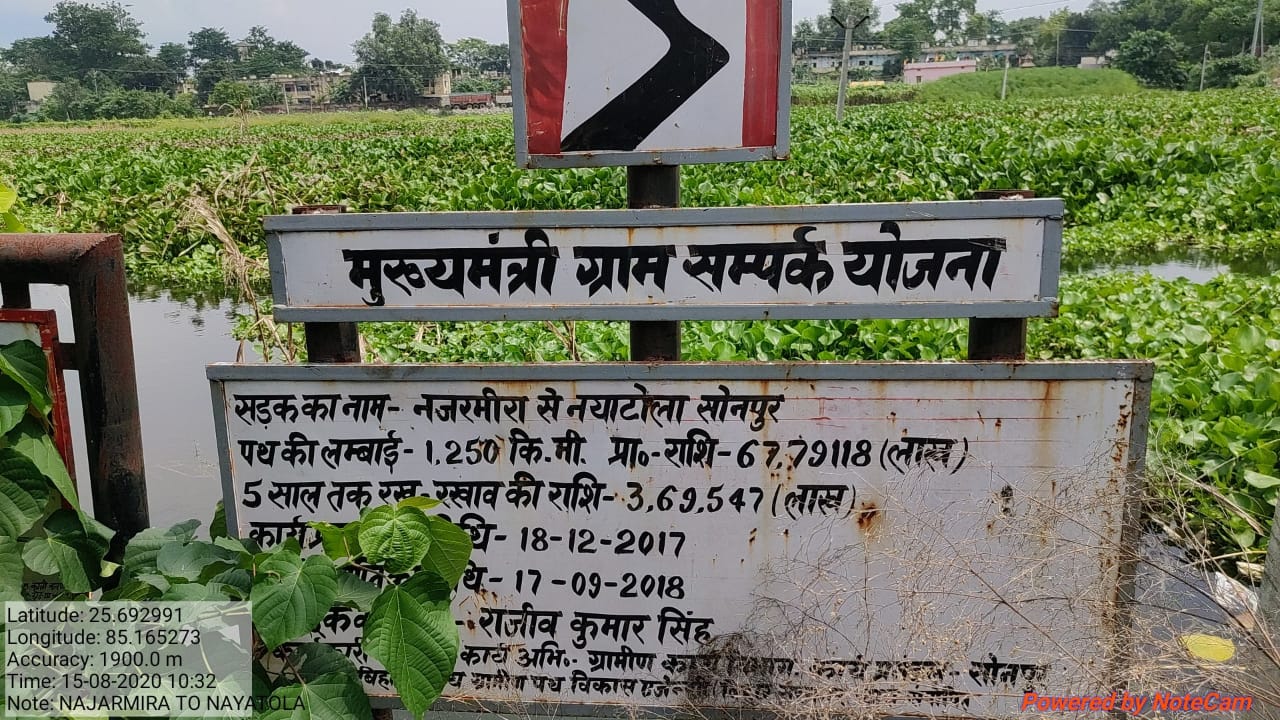 मुख्यमंत्री ग्राम सम्पर्क योजना
सड़क का नाम- नजरमीरा से नयाटोला सोनपुर
पथ की लम्बाई- 1.250 कि.मी. प्रा०-राशि-67.79118 (लाख)
5 साल तक रख-रखाव की राशि- 3,69,547 (लाख)
- 18-12-2017
- 17-09-2018
- राजीव कुमार सिंह
कार्य अभि०- ग्रामीण कार्य
ग्रामीण पथ विकास
Latitude: 25.692991
Longitude: 85.165273
Accuracy: 1900.0 m
Time: 15-08-2020 10:32
Note: NAJARMIRA TO NAYATOLA
Powered by NoteCam